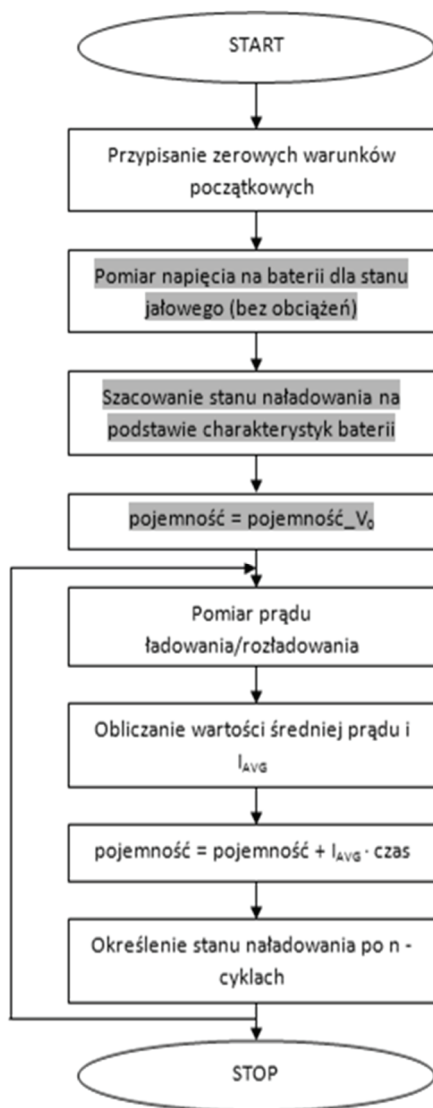 START
Przypisanie zerowych warunków
początkowych
Pomiar napięcia na baterii dla stanu
jałowego (bez obciążeń)
Szacowanie stanu naładowania na
podstawie charakterystyk baterii
pojemność = pojemność_V₀
Pomiar prądu
ładowania/rozładowania
Obliczanie wartości średniej prądu i
I_AVG
pojemność = pojemność + I_AVG · czas
Określenie stanu naładowania po n -
cyklach
STOP